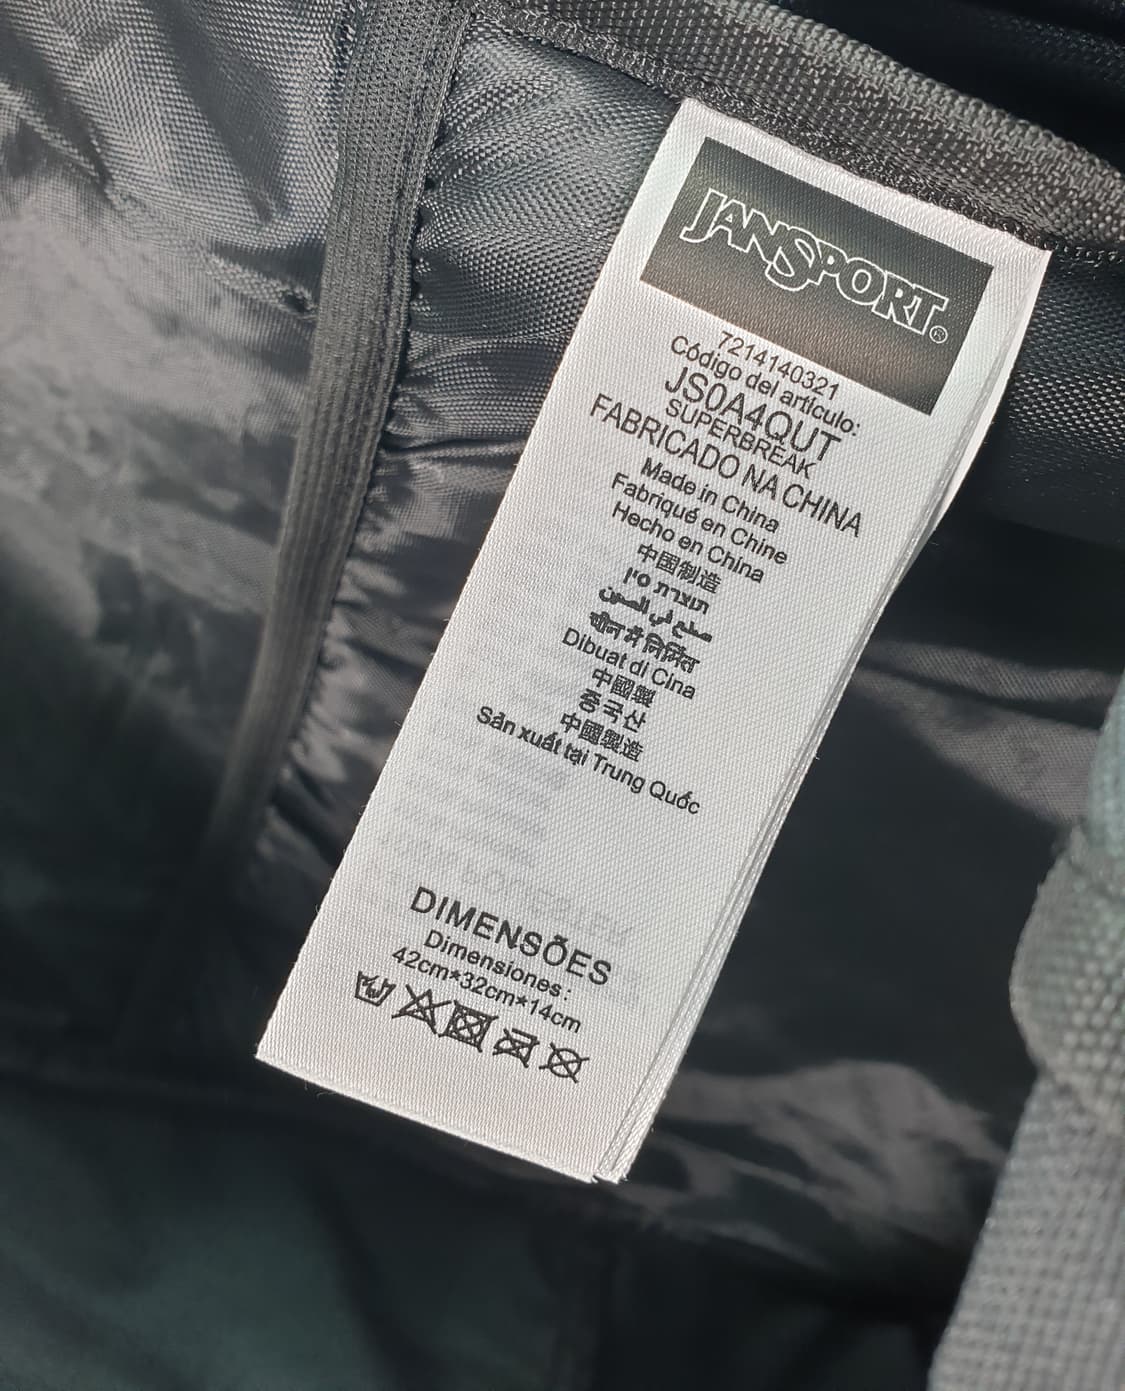 JANSPORT®
7214140321
Código del artículo:
JS0A4QUT
SUPERBREAK
FABRICADO NA CHINA
Made in China
Fabriqué en Chine
Hecho en China
中国制造
תוצרת סין
صنع في الصين
चीन में निर्मित
Dibuat di Cina
中國製
중국산
中國製造
Sản xuất tại Trung Quốc
DIMENSÕES
Dimensiones:
42cm*32cm*14cm